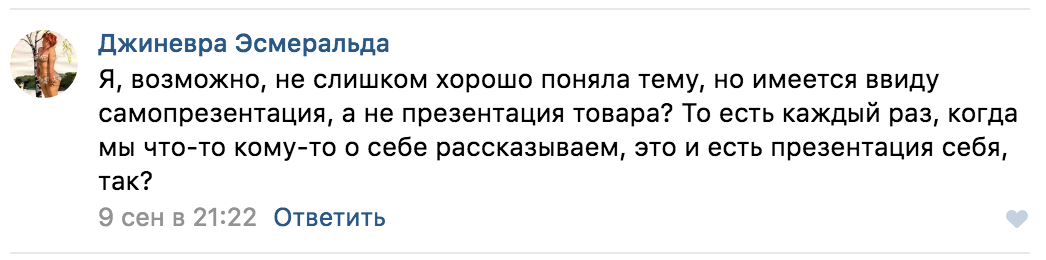 Джиневра Эсмеральда
Я, возможно, не слишком хорошо поняла тему, но имеется ввиду
самопрезентация, а не презентация товара? То есть каждый раз, когда
мы что-то кому-то о себе рассказываем, это и есть презентация себя,
так?
9 сен в 21:22 Ответить